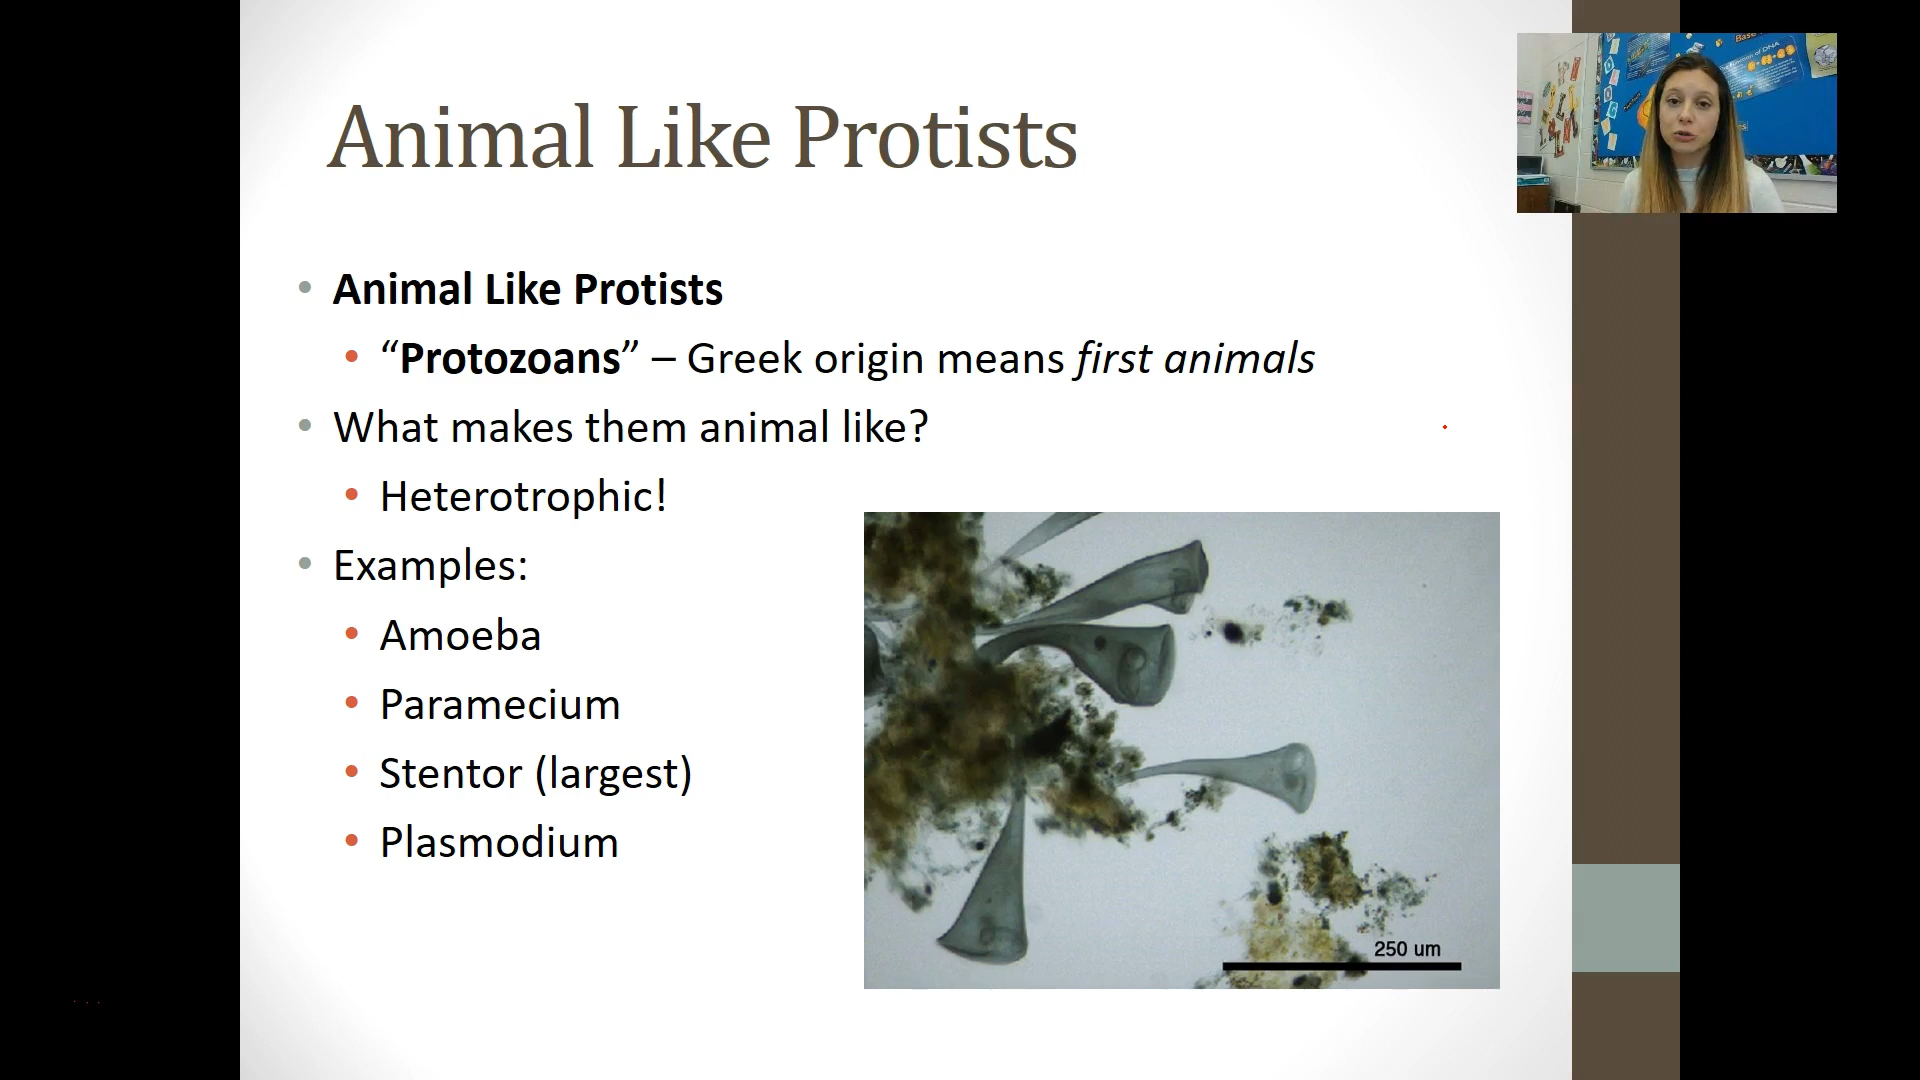 Animal Like Protists
• Animal Like Protists
• “Protozoans” – Greek origin means first animals
• What makes them animal like?
• Heterotrophic!
• Examples:
• Amoeba
• Paramecium
• Stentor (largest)
• Plasmodium
250 um